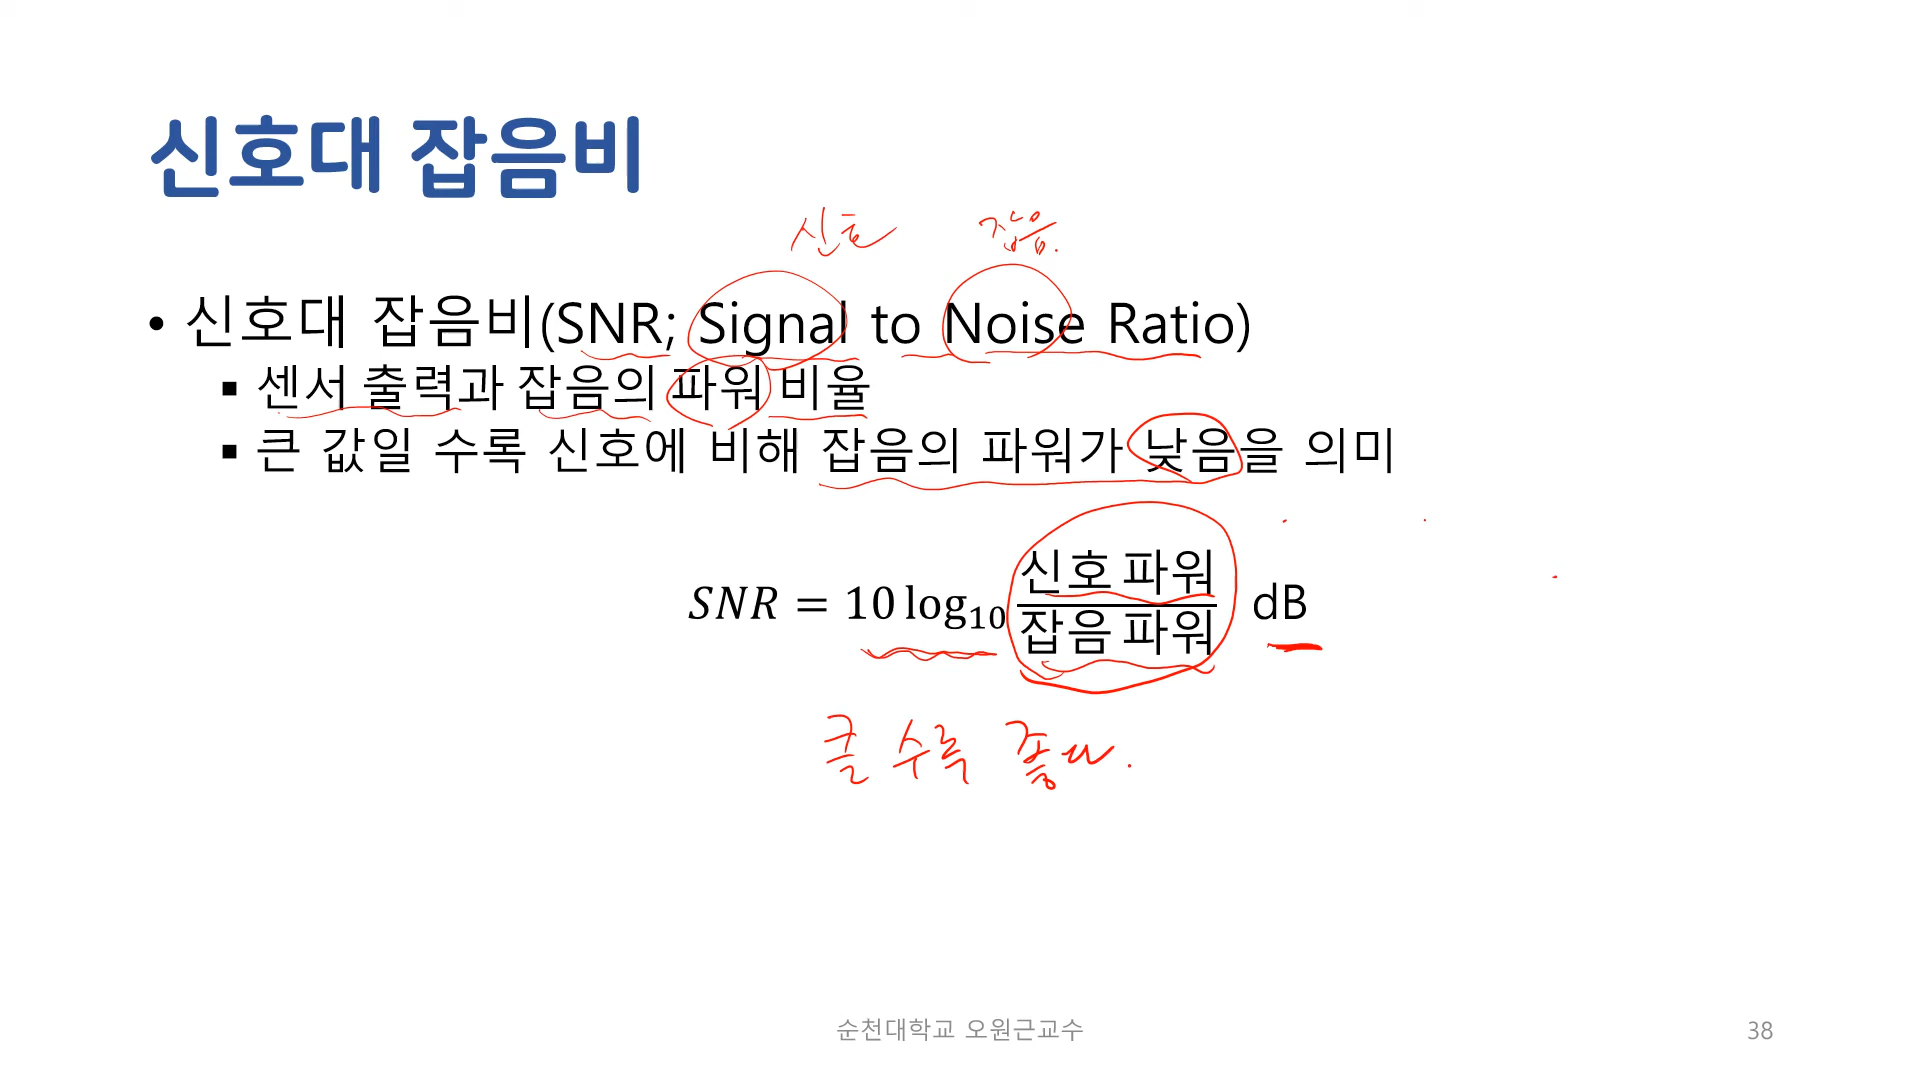 신호대 잡음비
신호 잡음.
• 신호대 잡음비(SNR; Signal to Noise Ratio)
▪ 센서 출력과 잡음의 파워 비율
▪ 큰 값일 수록 신호에 비해 잡음의 파워가 낮음을 의미
SNR = 10 log₁₀ 신호 파워 / 잡음 파워 dB
클 수록 좋다.
순천대학교 오원근교수
38